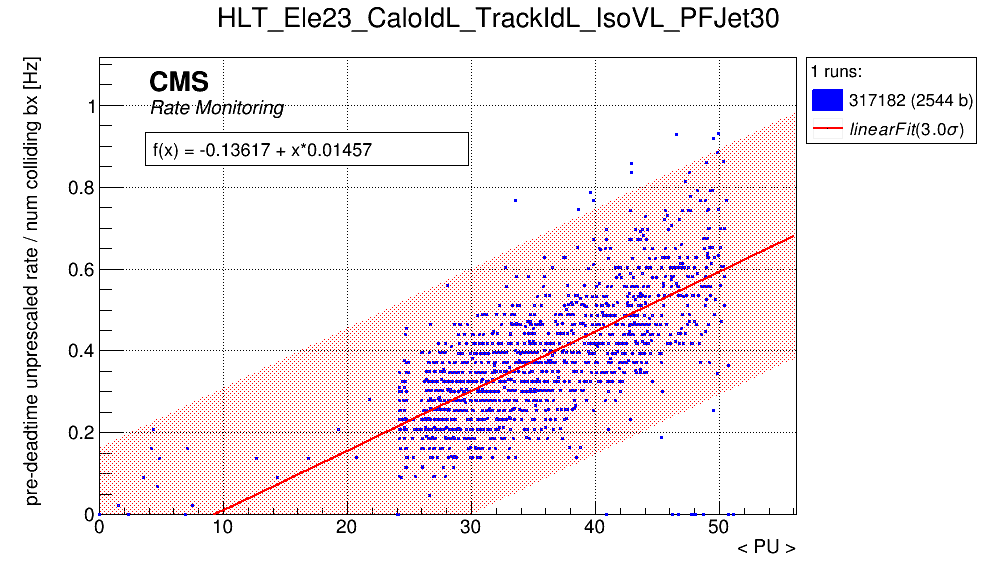 HLT_Ele23_CaloIdL_TrackIdL_IsoVL_PFJet30
pre-deadtime unprescaled rate / num colliding bx [Hz]
CMS
Rate Monitoring
f(x) = -0.13617 + x*0.01457
1 runs:
317182 (2544 b)
linearFit(3.0σ)
1
0.8
0.6
0.4
0.2
0
0 10 20 30 40 50
< PU >